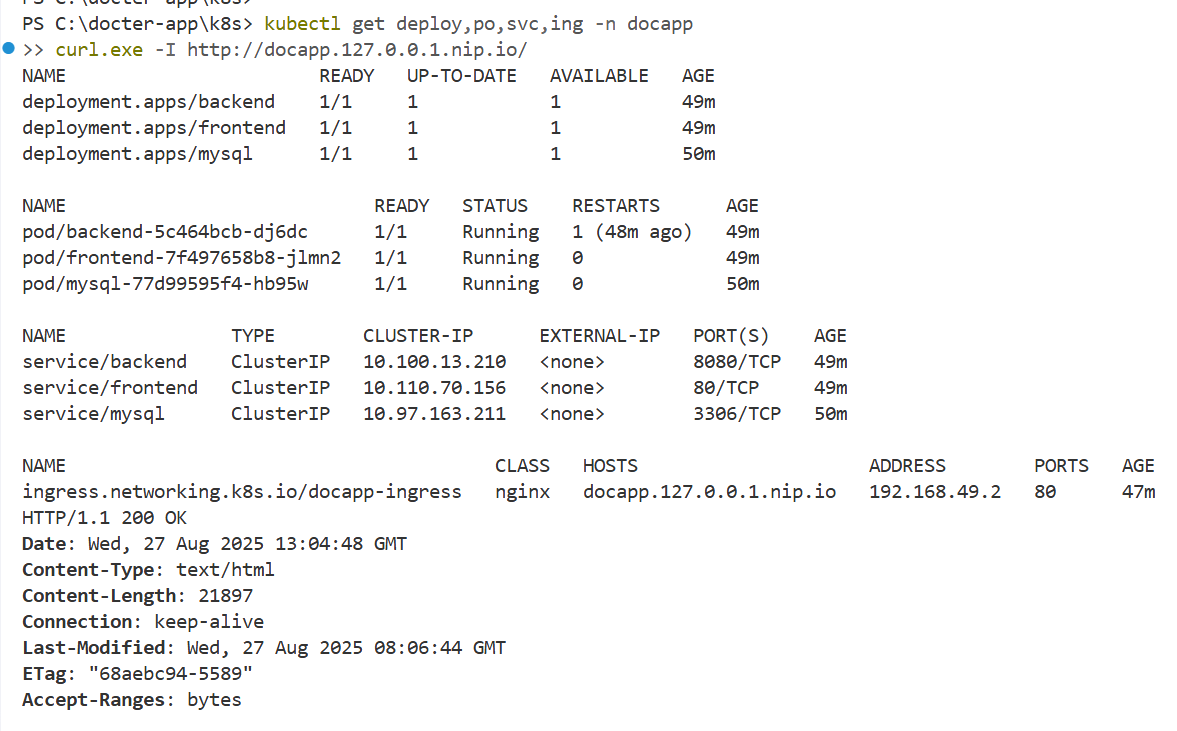 PS C:\docter-app\k8s>
PS C:\docter-app\k8s> kubectl get deploy,po,svc,ing -n docapp
>> curl.exe -I http://docapp.127.0.0.1.nip.io/
NAME READY UP-TO-DATE AVAILABLE AGE
deployment.apps/backend 1/1 1 1 49m
deployment.apps/frontend 1/1 1 1 49m
deployment.apps/mysql 1/1 1 1 50m
NAME READY STATUS RESTARTS AGE
pod/backend-5c464bcb-dj6dc 1/1 Running 1 (48m ago) 49m
pod/frontend-7f497658b8-jlmn2 1/1 Running 0 49m
pod/mysql-77d99595f4-hb95w 1/1 Running 0 50m
NAME TYPE CLUSTER-IP EXTERNAL-IP PORT(S) AGE
service/backend ClusterIP 10.100.13.210 <none> 8080/TCP 49m
service/frontend ClusterIP 10.110.70.156 <none> 80/TCP 49m
service/mysql ClusterIP 10.97.163.211 <none> 3306/TCP 50m
NAME CLASS HOSTS ADDRESS PORTS AGE
ingress.networking.k8s.io/docapp-ingress nginx docapp.127.0.0.1.nip.io 192.168.49.2 80 47m
HTTP/1.1 200 OK
Date: Wed, 27 Aug 2025 13:04:48 GMT
Content-Type: text/html
Content-Length: 21897
Connection: keep-alive
Last-Modified: Wed, 27 Aug 2025 08:06:44 GMT
ETag: "68aebc94-5589"
Accept-Ranges: bytes